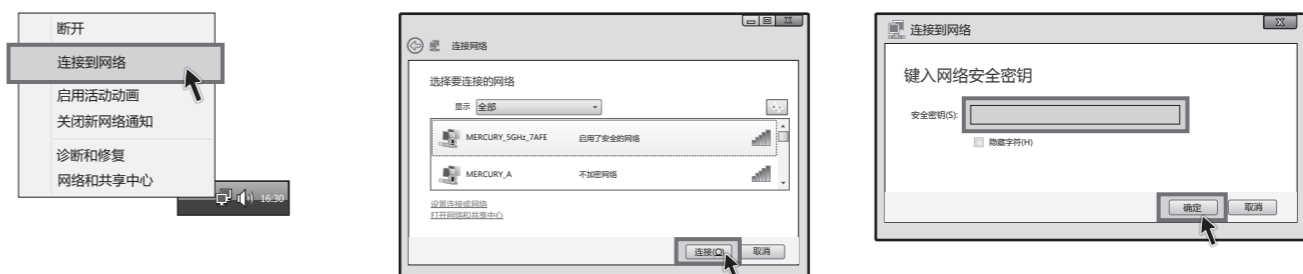 断开
连接到网络
启用活动动画
关闭新网络通知
诊断和修复
网络和共享中心
16:30
连接网络
选择要连接的网络
显示 全部
MERCURY_5GHz_7AFE 启用了安全的网络
MERCURY_A 不加密网络
设置连接或网络
打开网络和共享中心
连接(O) 取消
连接到网络
键入网络安全密钥
安全密钥(S):
隐藏字符(H)
确定 取消